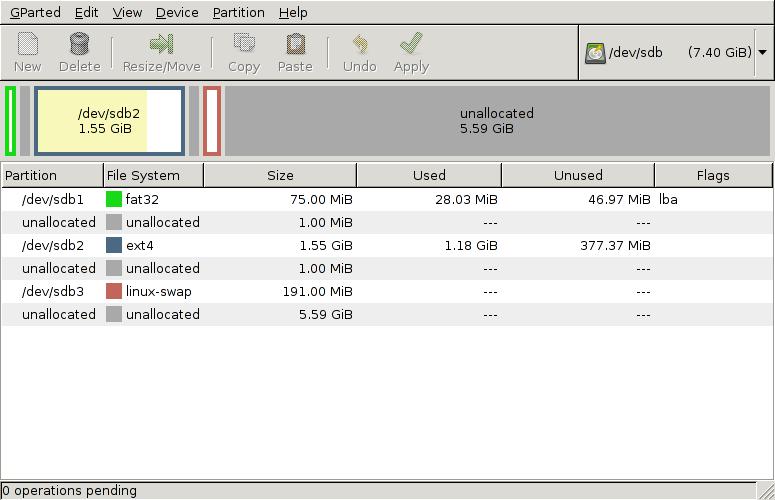 GParted Edit View Device Partition Help
New Delete Resize/Move Copy Paste Undo Apply /dev/sdb (7.40 GiB)
/dev/sdb2
1.55 GiB
unallocated
5.59 GiB
Partition File System Size Used Unused Flags
/dev/sdb1 fat32 75.00 MiB 28.03 MiB 46.97 MiB lba
unallocated unallocated 1.00 MiB --- ---
/dev/sdb2 ext4 1.55 GiB 1.18 GiB 377.37 MiB
unallocated unallocated 1.00 MiB --- ---
/dev/sdb3 linux-swap 191.00 MiB --- ---
unallocated unallocated 5.59 GiB --- ---
0 operations pending